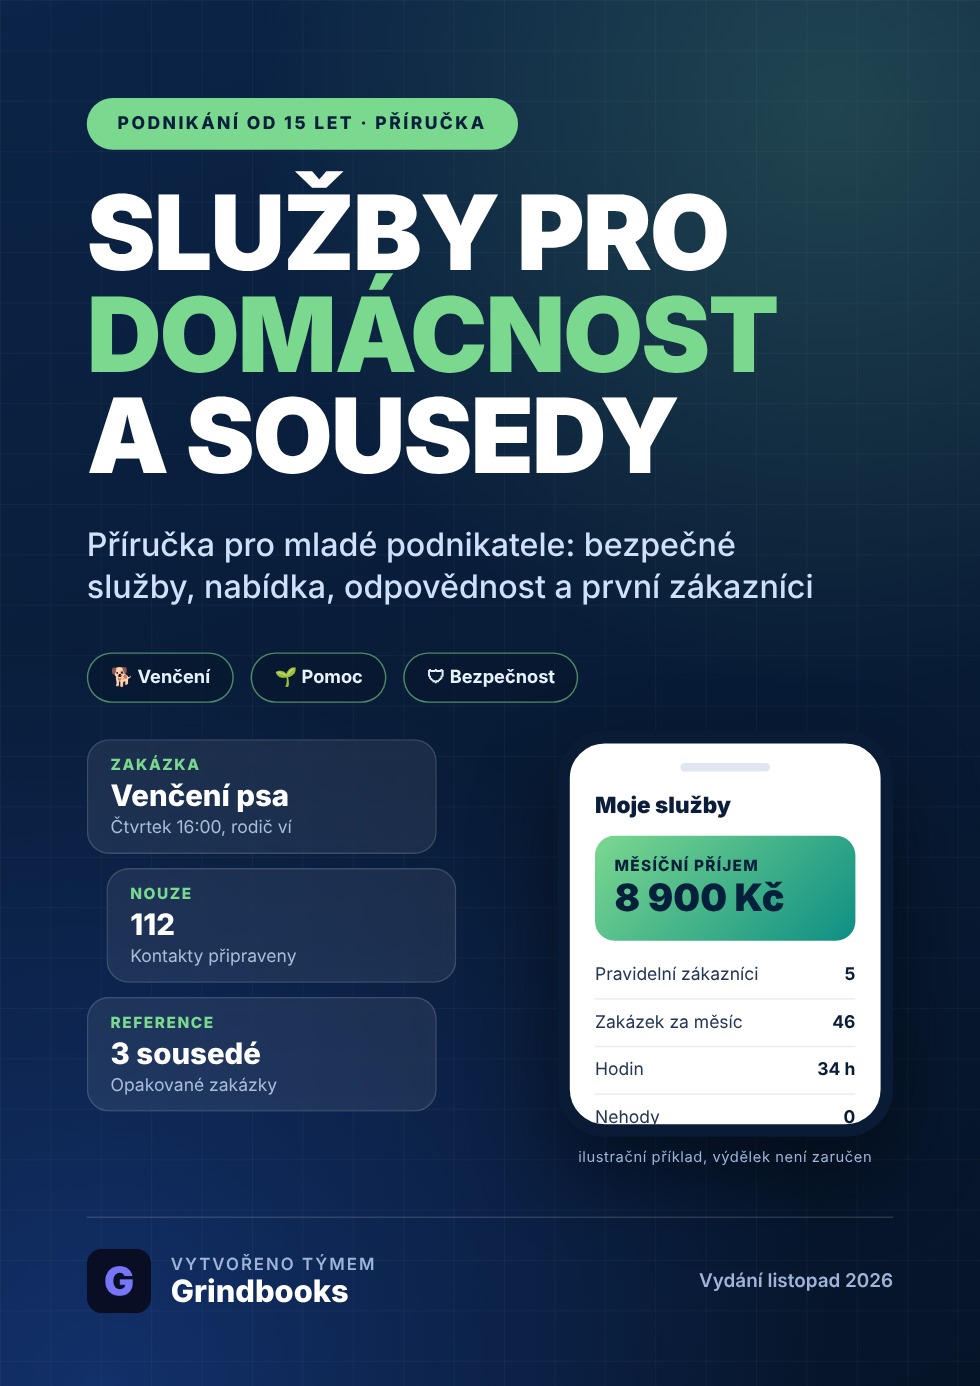 PODNIKÁNÍ OD 15 LET · PŘÍRUČKA
SLUŽBY PRO
DOMÁCNOST
A SOUSEDY
Příručka pro mladé podnikatele: bezpečné
služby, nabídka, odpovědnost a první zákazníci
🐕 Venčení
🌱 Pomoc
🛡 Bezpečnost
ZAKÁZKA
Venčení psa
Čtvrtek 16:00, rodič ví
NOUZE
112
Kontakty připraveny
REFERENCE
3 sousedé
Opakované zakázky
Moje služby
MĚSÍČNÍ PŘÍJEM
8 900 Kč
Pravidelní zákazníci 5
Zakázek za měsíc 46
Hodin 34 h
Nehody 0
ilustrační příklad, výdělek není zaručen
G
VYTVOŘENO TÝMEM
Grindbooks
Vydání listopad 2026